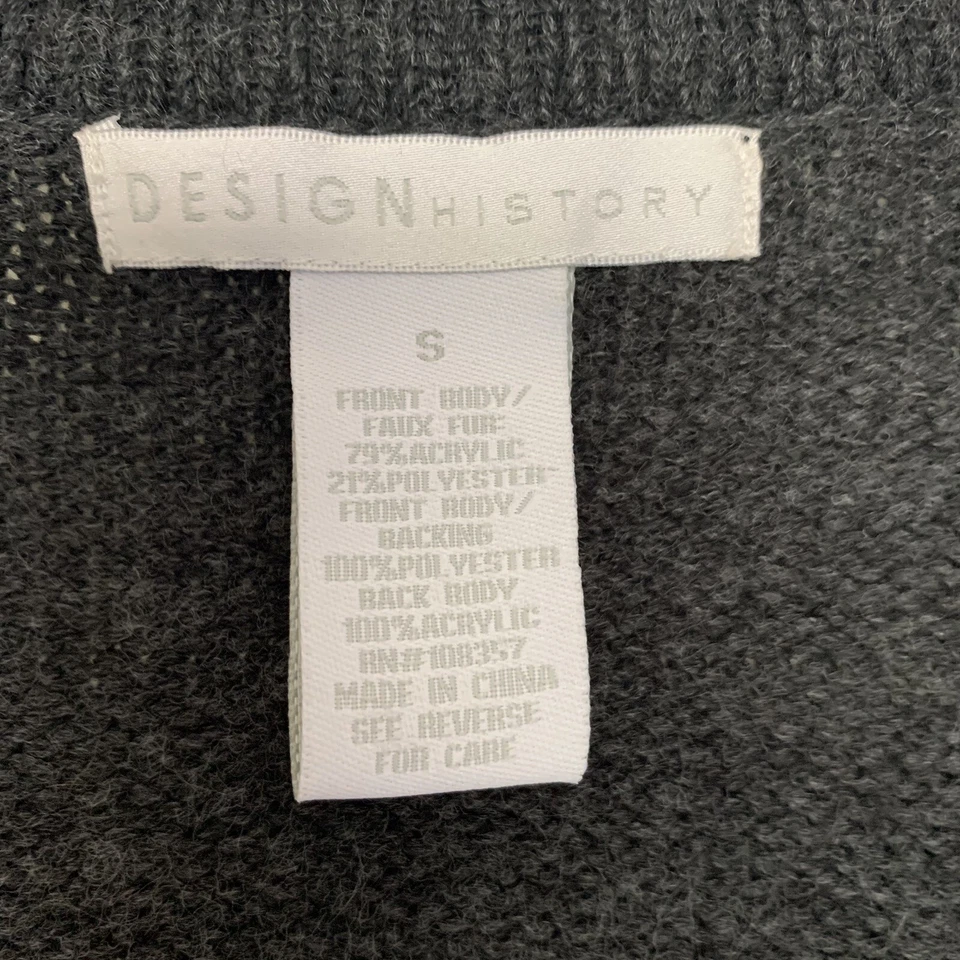 DESIGN HISTORY
S
FRONT BODY/
FAUX FUR:
79%ACRYLIC
21%POLYESTER
FRONT BODY/
BACKING
100%POLYESTER
BACK BODY
100%ACRYLIC
RN#108357
MADE IN CHINA
SEE REVERSE
FOR CARE